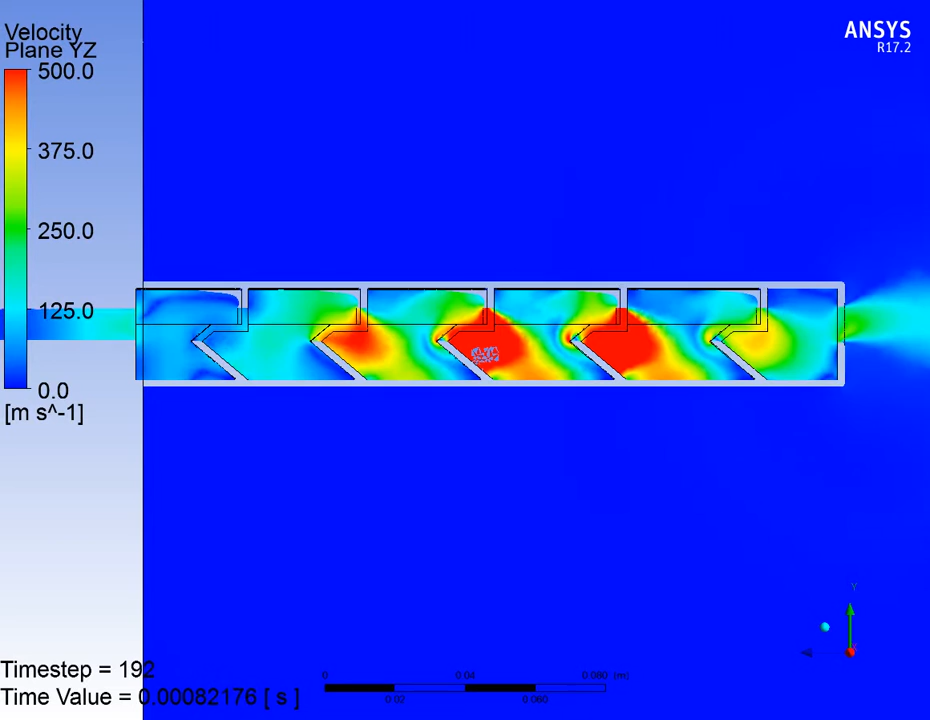 Velocity
Plane YZ
ANSYS
R17.2
500.0
375.0
250.0
125.0
0.0
[m s^-1]
Timestep = 192
Time Value = 0.00082176 [ s ]
0
0.04
0.080
(m)
0.02
0.060
Y
X